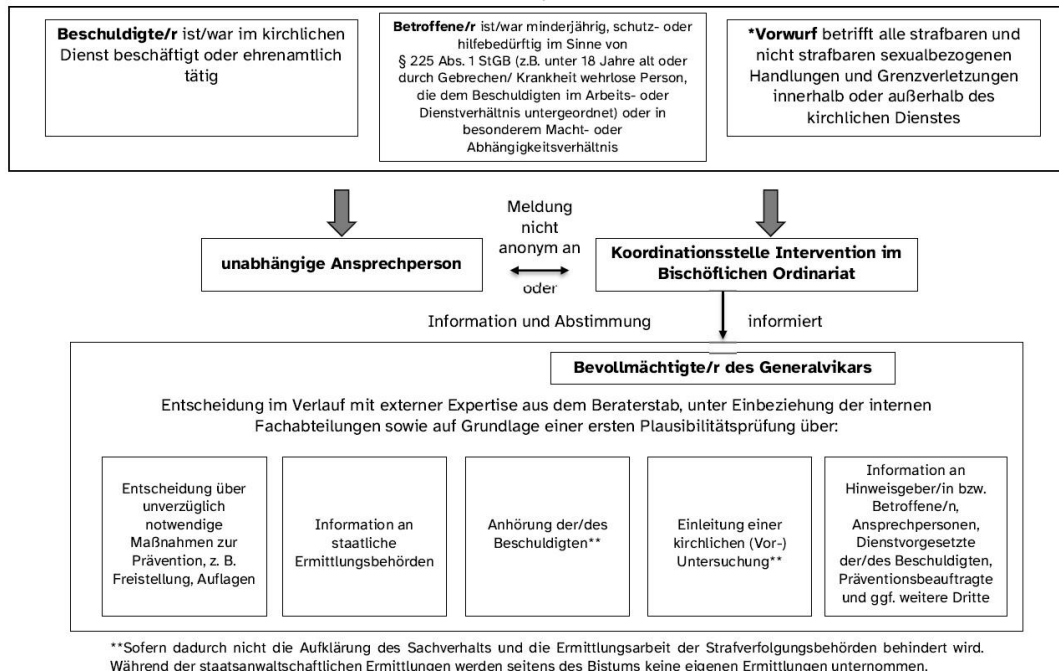 Beschuldigte/r ist/war im kirchlichen
Dienst beschäftigt oder ehrenamtlich
tätig
Betroffene/r ist/war minderjährig, schutz- oder
hilfebedürftig im Sinne von
§ 225 Abs. 1 StGB (z.B. unter 18 Jahre alt oder
durch Gebrechen/ Krankheit wehrlose Person,
die dem Beschuldigten im Arbeits- oder
Dienstverhältnis untergeordnet) oder in
besonderem Macht- oder
Abhängigkeitsverhältnis
*Vorwurf betrifft alle strafbaren und
nicht strafbaren sexualbezogenen
Handlungen und Grenzverletzungen
innerhalb oder außerhalb des
kirchlichen Dienstes
unabhängige Ansprechperson
Meldung
nicht
anonym an
oder
Koordinationsstelle Intervention im
Bischöflichen Ordinariat
Information und Abstimmung
informiert
Bevollmächtigte/r des Generalvikars
Entscheidung im Verlauf mit externer Expertise aus dem Beraterstab, unter Einbeziehung der internen
Fachabteilungen sowie auf Grundlage einer ersten Plausibilitätsprüfung über:
Entscheidung über
unverzüglich
notwendige
Maßnahmen zur
Prävention, z. B.
Freistellung, Auflagen
Information an
staatliche
Ermittlungsbehörden
Anhörung der/des
Beschuldigten**
Einleitung einer
kirchlichen (Vor-)
Untersuchung**
Information an
Hinweisgeber/in bzw.
Betroffene/n,
Ansprechpersonen,
Dienstvorgesetzte
der/des Beschuldigten,
Präventionsbeauftragte
und ggf. weitere Dritte
**Sofern dadurch nicht die Aufklärung des Sachverhalts und die Ermittlungsarbeit der Strafverfolgungsbehörden behindert wird.
Während der staatsanwaltschaftlichen Ermittlungen werden seitens des Bistums keine eigenen Ermittlungen unternommen.